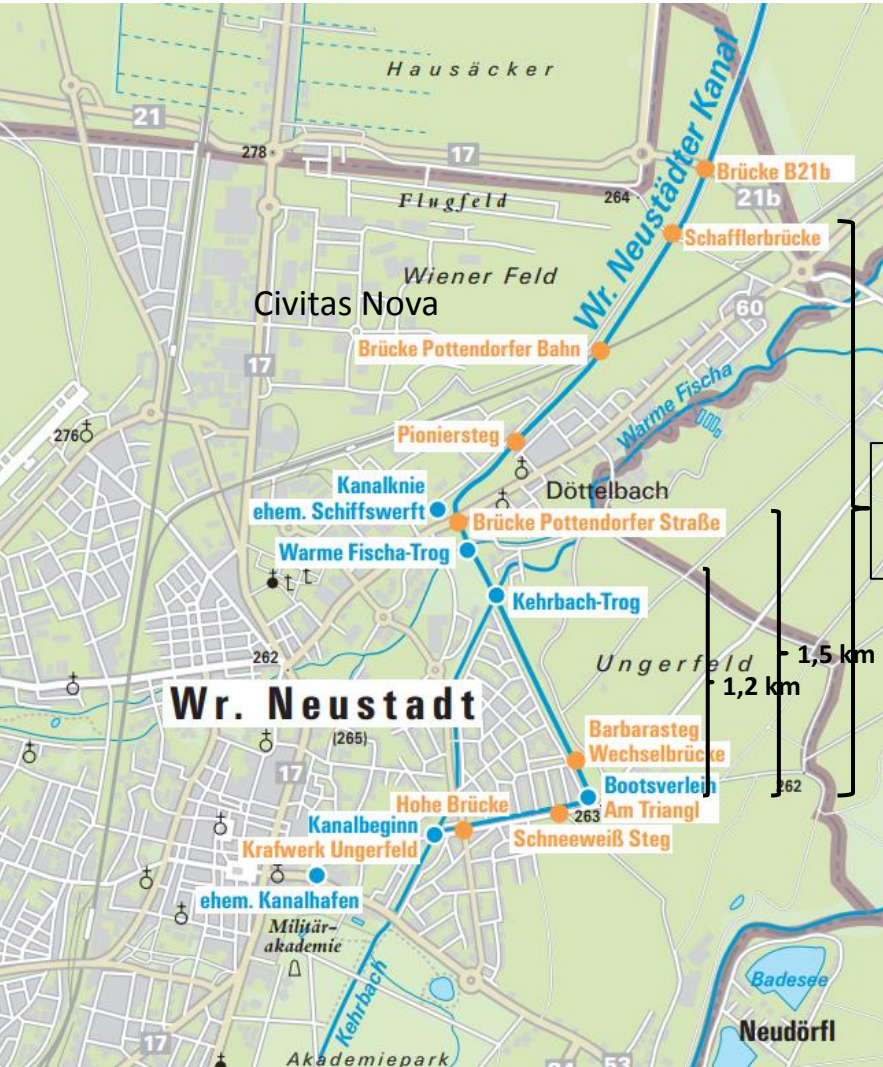 Hausäcker
21
278
17
Wr. Neustädter Kanal
Brücke B21b
264
21b
Flugfeld
Schafflerbrücke
Wiener Feld
Civitas Nova
60
Brücke Pottendorfer Bahn
17
Warme Fischa
276
Pioniersteg
Kanalknie
ehem. Schiffswerft
Döttelbach
Brücke Pottendorfer Straße
Warme Fischa-Trog
Kehrbach-Trog
262
Ungerfeld
1,5 km
1,2 km
Wr. Neustadt
(265)
Barbarasteg
Wechselbrücke
17
Bootsverleih
Am Triangl
262
263
Hohe Brücke
Kanalbeginn
Krafwerk Ungerfeld
Schneeweiß Steg
ehem. Kanalhafen
Militär-
akademie
Kehrbach
Badesee
Neudörfl
17
Akademiepark
53